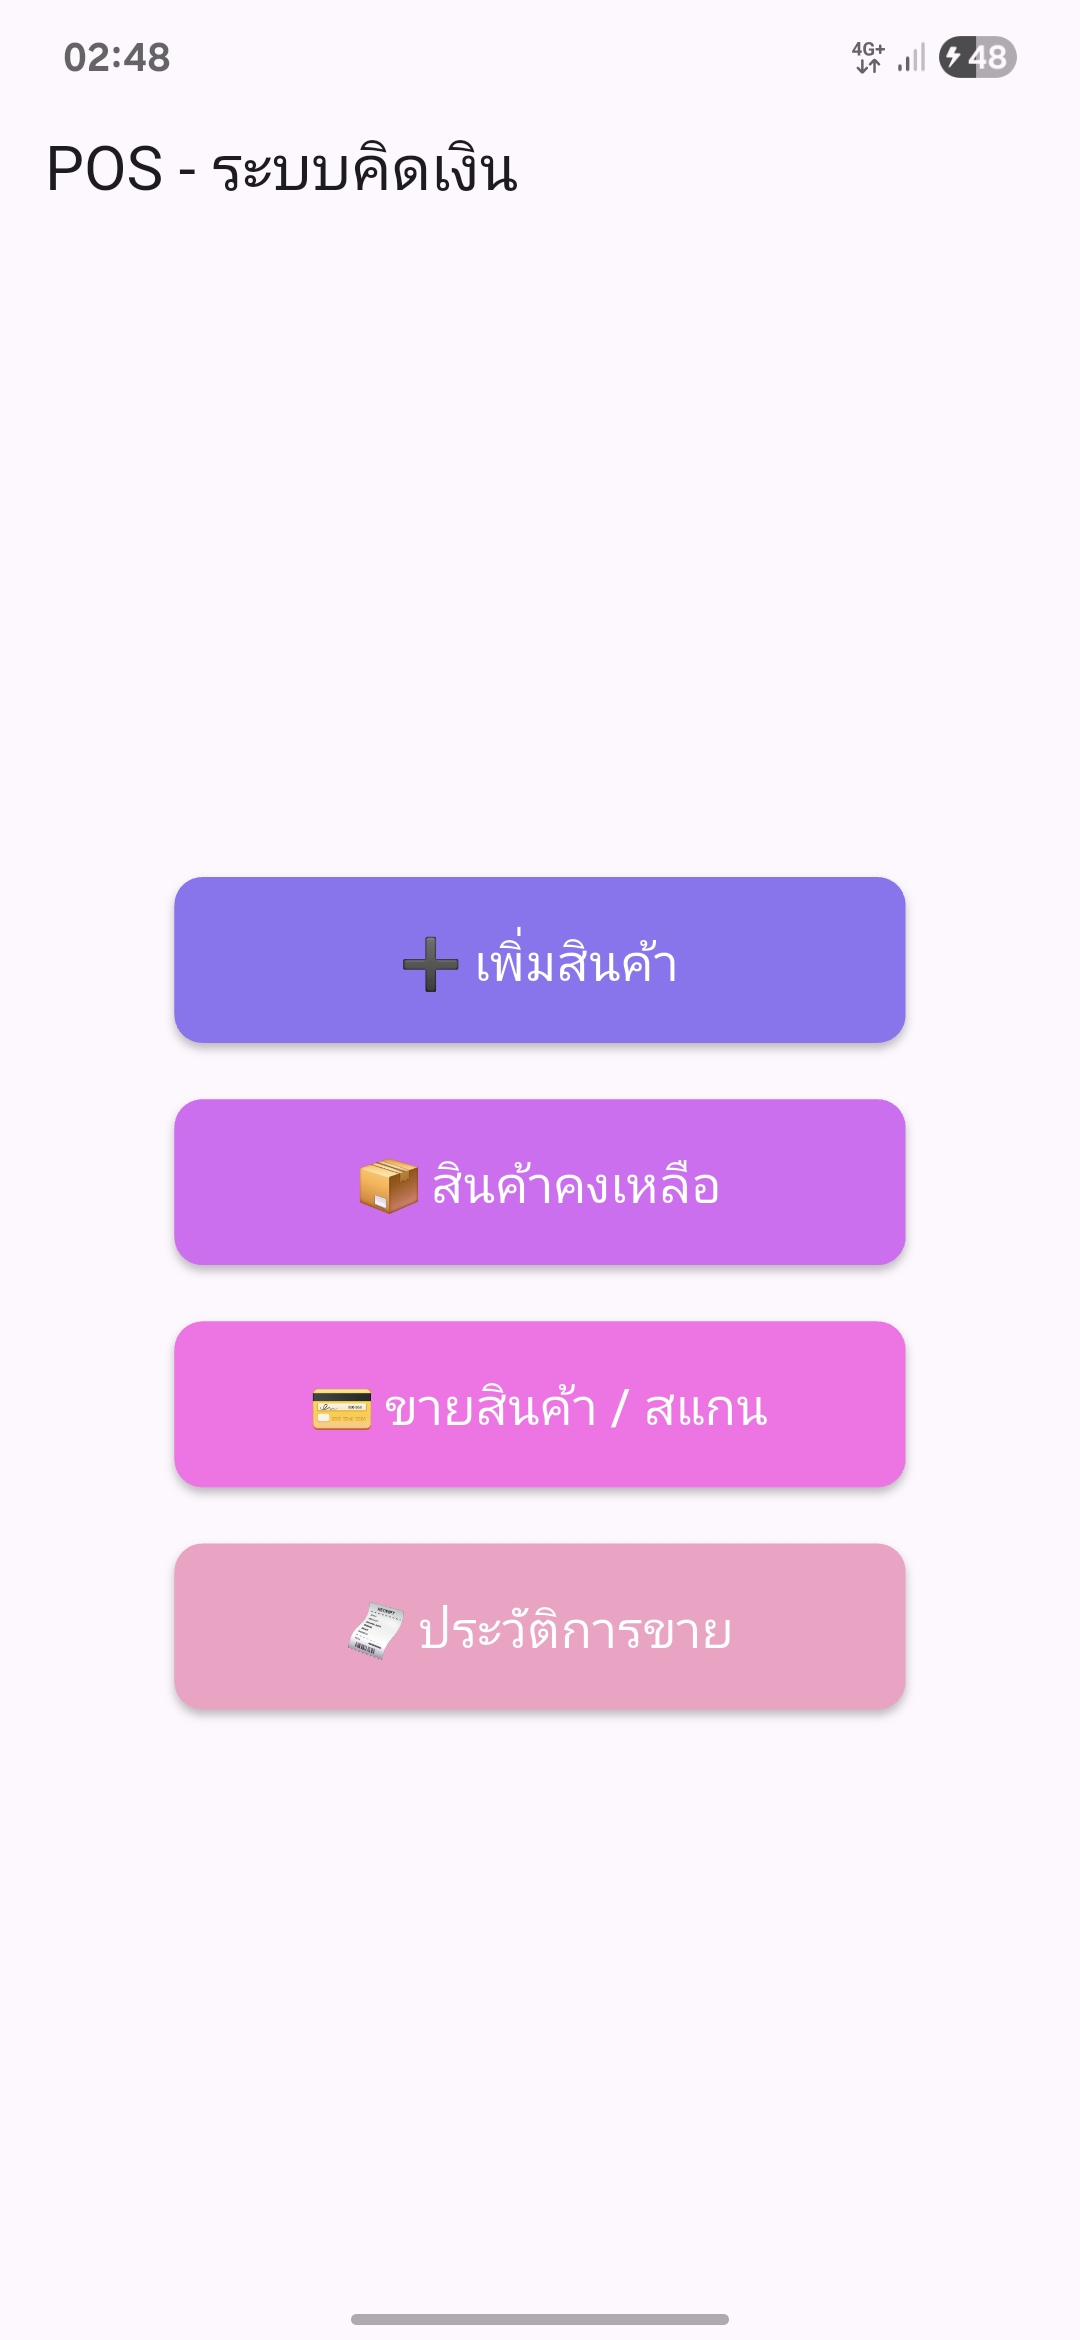 02:48
4G+
48
POS - ระบบคิดเงิน
➕ เพิ่มสินค้า
📦 สินค้าคงเหลือ
💳 ขายสินค้า / สแกน
🧾 ประวัติการขาย